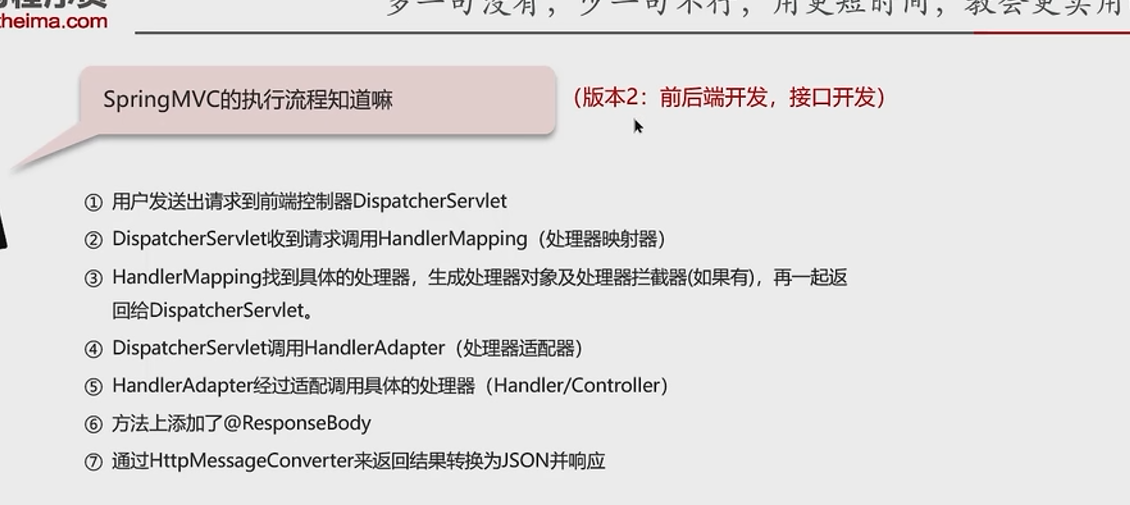 theima.com
多一句没有，少一句不行，用更短时间，教会更实用
SpringMVC的执行流程知道嘛
（版本2：前后端开发，接口开发）
① 用户发送出请求到前端控制器DispatcherServlet
② DispatcherServlet收到请求调用HandlerMapping（处理器映射器）
③ HandlerMapping找到具体的处理器，生成处理器对象及处理器拦截器(如果有)，再一起返
回给DispatcherServlet。
④ DispatcherServlet调用HandlerAdapter（处理器适配器）
⑤ HandlerAdapter经过适配调用具体的处理器（Handler/Controller）
⑥ 方法上添加了@ResponseBody
⑦ 通过HttpMessageConverter来返回结果转换为JSON并响应